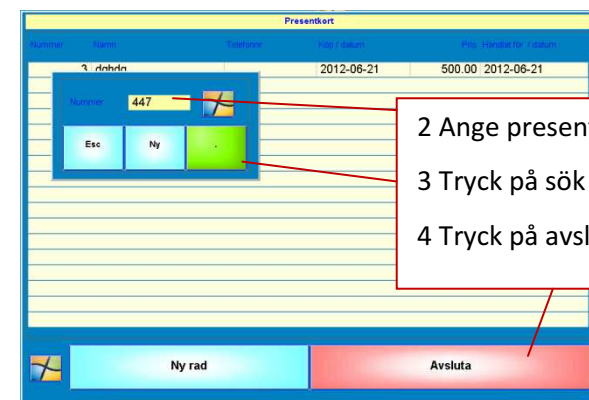 Presentkort
Nummer Namn Telefonnr Köp / datum Pris Handlat för / datum
3 dghdg 2012-06-21 500.00 2012-06-21
Nummer 447
Esc Ny .
2 Ange present
3 Tryck på sök
4 Tryck på avsl
Ny rad Avsluta